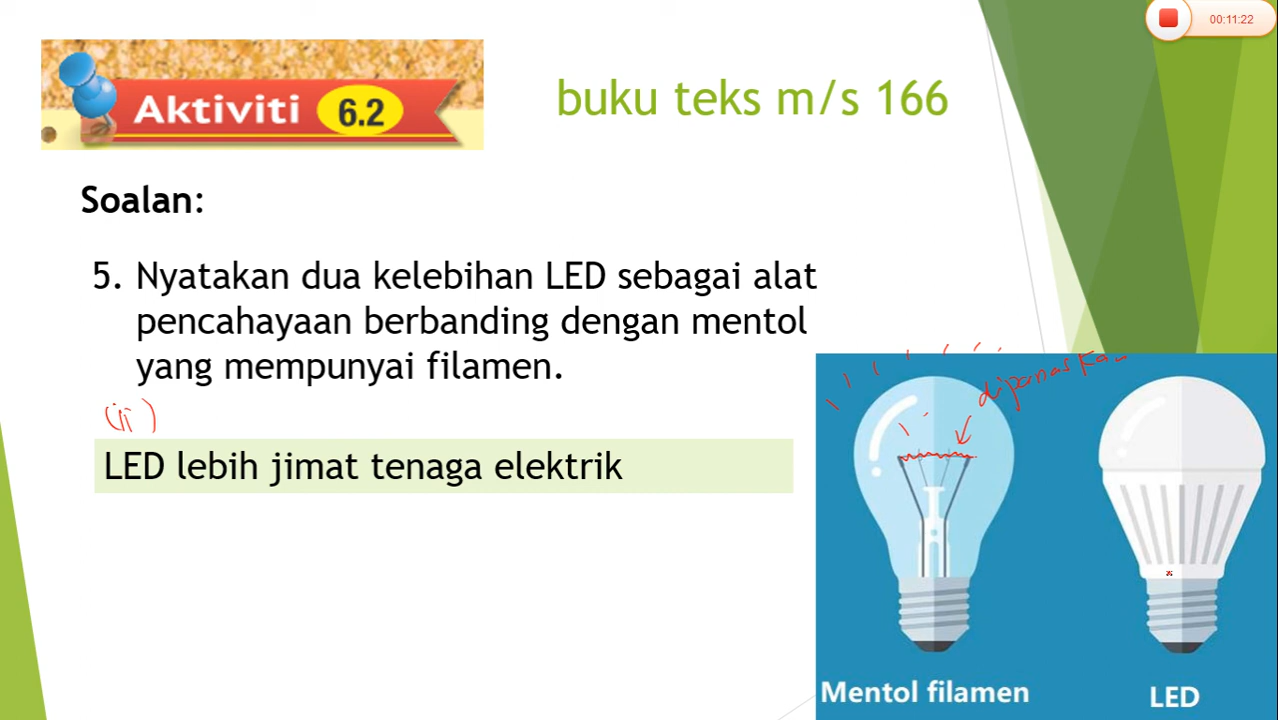 00:11:22
Aktiviti 6.2
buku teks m/s 166
Soalan:
5. Nyatakan dua kelebihan LED sebagai alat
pencahayaan berbanding dengan mentol
yang mempunyai filamen.
(ii)
LED lebih jimat tenaga elektrik
Mentol filamen
LED